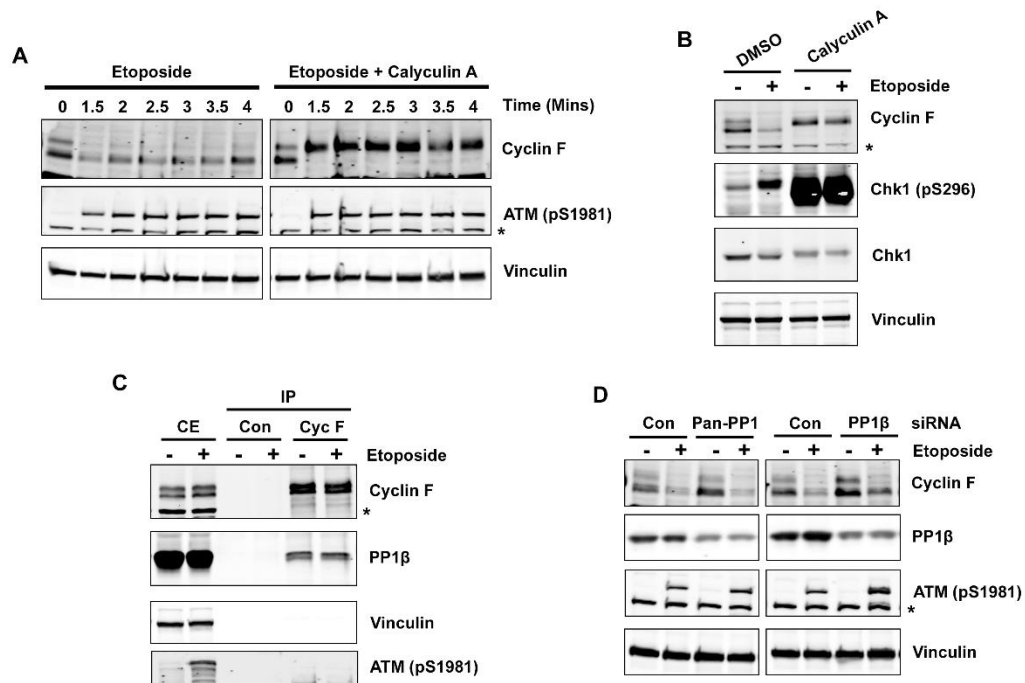 A
Etoposide
Etoposide + Calyculin A
0 1.5 2 2.5 3 3.5 4 0 1.5 2 2.5 3 3.5 4 Time (Mins)
Cyclin F
ATM (pS1981)
*
Vinculin
B
DMSO
Calyculin A
Etoposide - + - +
Cyclin F
*
Chk1 (pS296)
Chk1
Vinculin
C
IP
CE Con Cyc F
- + - + - + Etoposide
Cyclin F
*
PP1β
Vinculin
ATM (pS1981)
D
Con Pan-PP1 Con PP1β siRNA
- + - + - + - + Etoposide
Cyclin F
PP1β
ATM (pS1981)
*
Vinculin